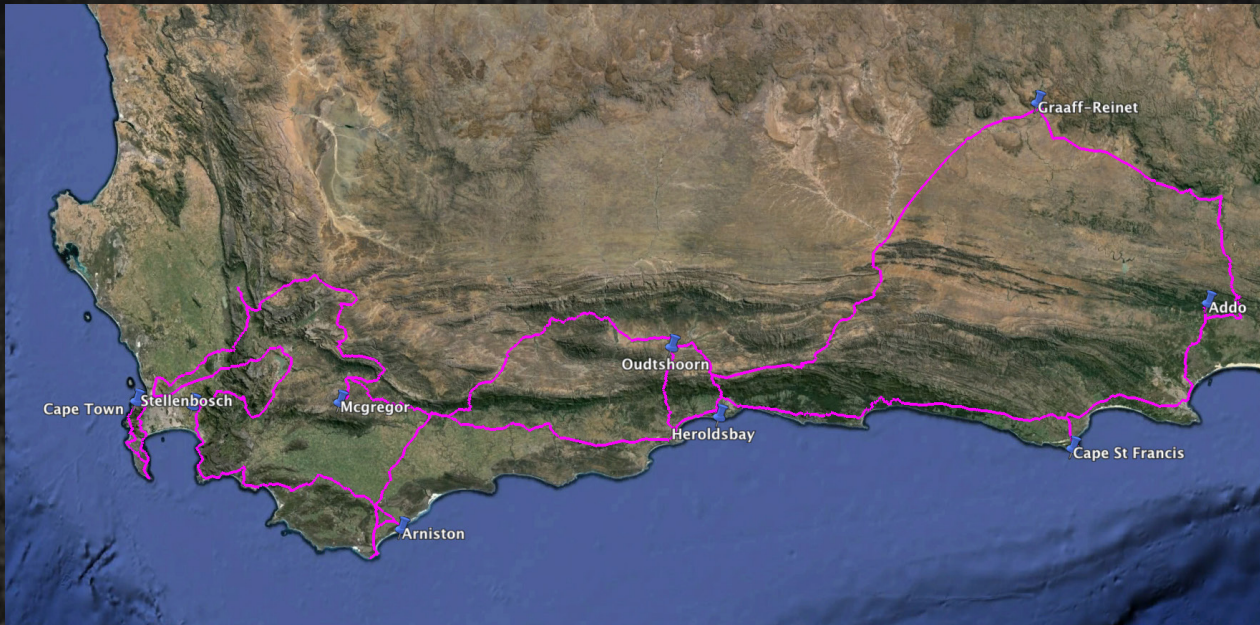 Graaff-Reinet
Addo
Oudtshoorn
Stellenbosch
Cape Town
Mcgregor
Heroldsbay
Cape St Francis
Arniston